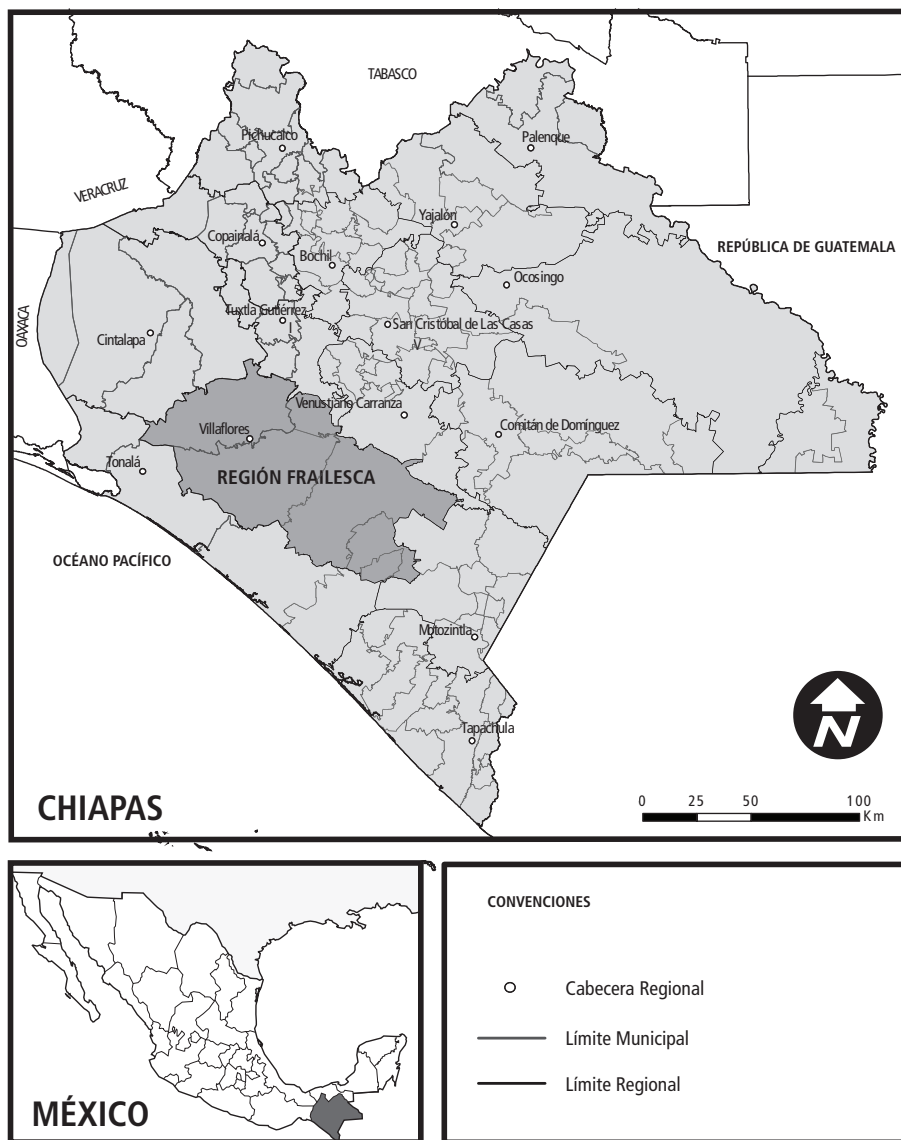 TABASCO
Pichucalco
Palenque
VERACRUZ
Yajalón
Copainalá
REPÚBLICA DE GUATEMALA
Bochil
Ocosingo
OAXACA
Tuxtla Gutiérrez
San Cristóbal de Las Casas
Cintalapa
Venustiano Carranza
Villaflores
Comitán de Domínguez
Tonalá
REGIÓN FRAILESCA
OCÉANO PACÍFICO
Motozintla
N
Tapachula
CHIAPAS
0 25 50 100
Km
CONVENCIONES
Cabecera Regional
Límite Municipal
Límite Regional
MÉXICO